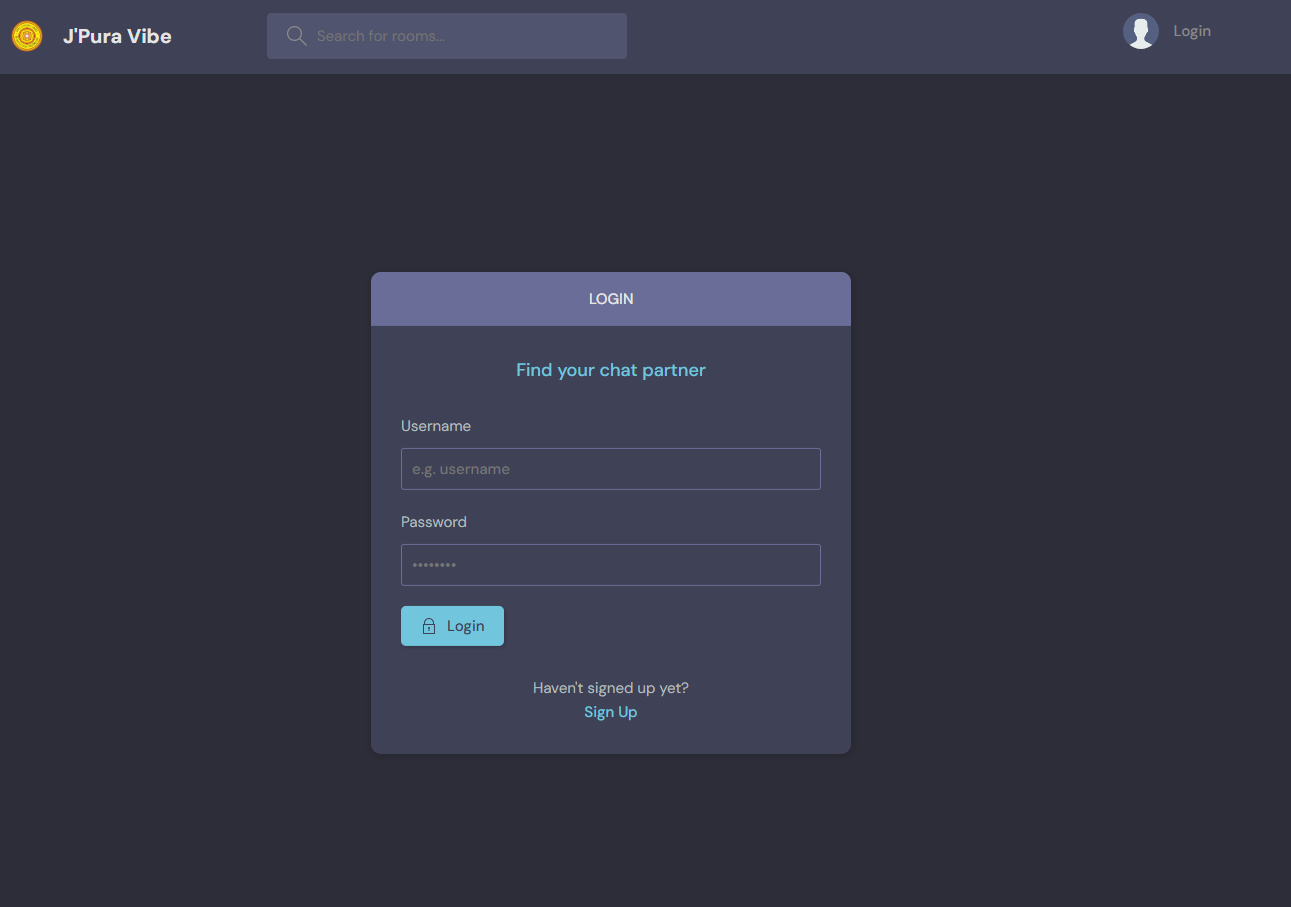 J'Pura Vibe
Search for rooms...
Login
LOGIN
Find your chat partner
Username
e.g. username
Password
••••••••
Login
Haven't signed up yet?
Sign Up